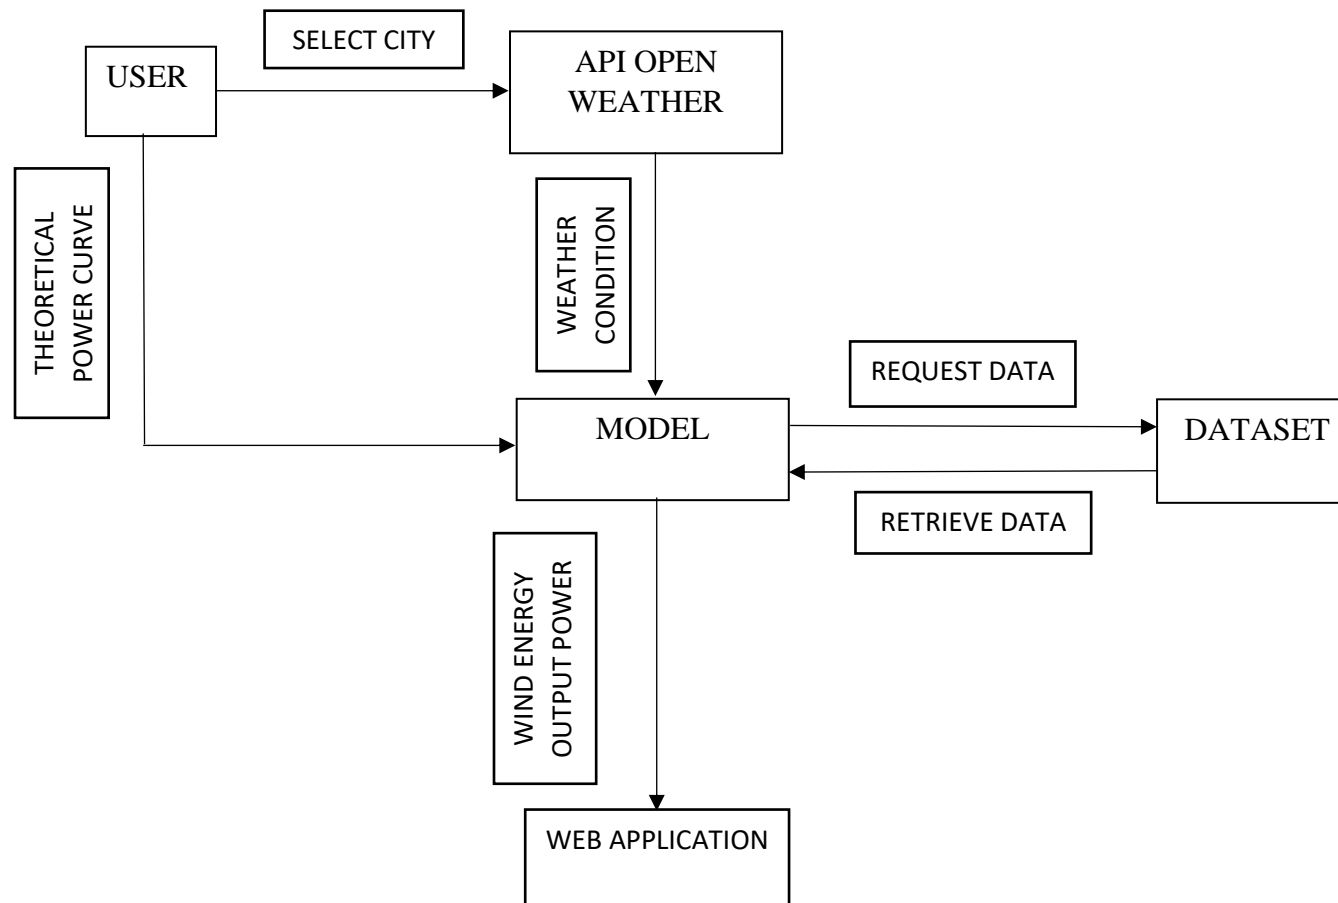 SELECT CITY
USER
API OPEN
WEATHER
THEORETICAL
POWER CURVE
WEATHER
CONDITION
REQUEST DATA
MODEL
DATASET
RETRIEVE DATA
WIND ENERGY
OUTPUT POWER
WEB APPLICATION